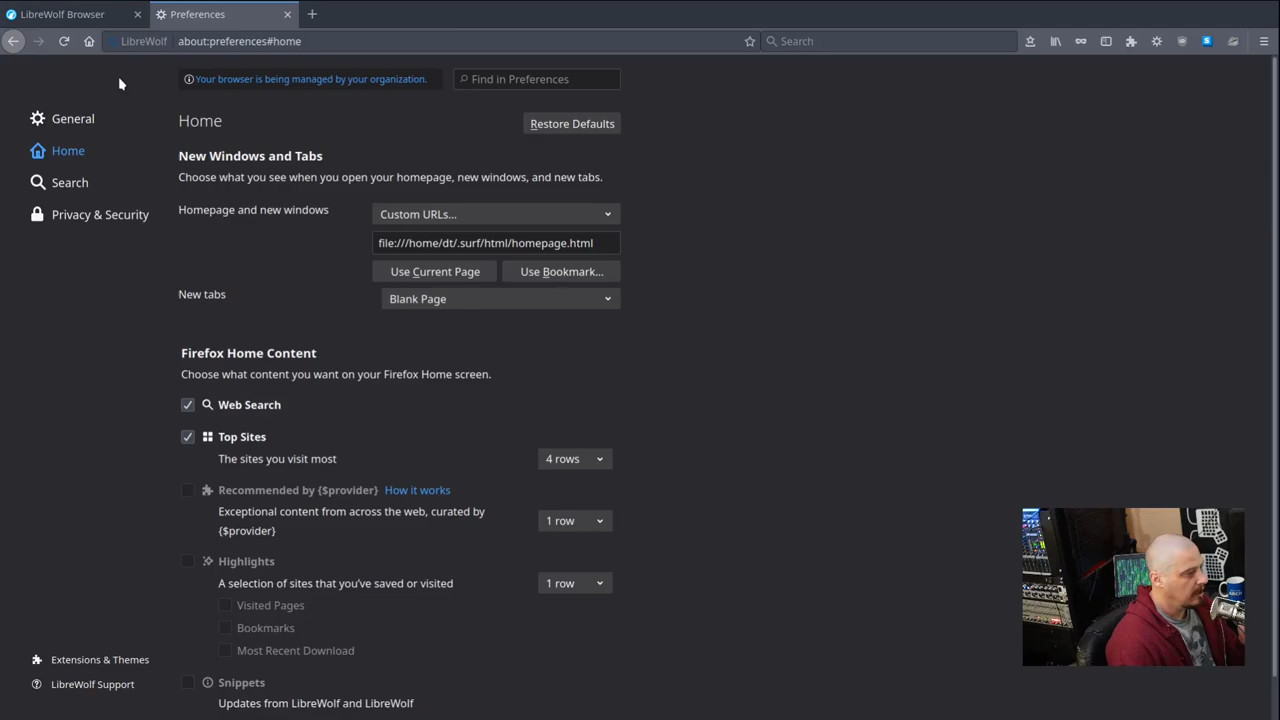 LibreWolf Browser
Preferences
LibreWolf
about:preferences#home
Search
Your browser is being managed by your organization.
Find in Preferences
General
Home
Search
Privacy & Security
Home
Restore Defaults
New Windows and Tabs
Choose what you see when you open your homepage, new windows, and new tabs.
Homepage and new windows
Custom URLs...
file:///home/dt/.surf/html/homepage.html
Use Current Page
Use Bookmark...
New tabs
Blank Page
Firefox Home Content
Choose what content you want on your Firefox Home screen.
Web Search
Top Sites
The sites you visit most
4 rows
Recommended by {$provider}
How it works
Exceptional content from across the web, curated by
{$provider}
1 row
Highlights
A selection of sites that you've saved or visited
1 row
Visited Pages
Bookmarks
Most Recent Download
Snippets
Updates from LibreWolf and LibreWolf
Extensions & Themes
LibreWolf Support